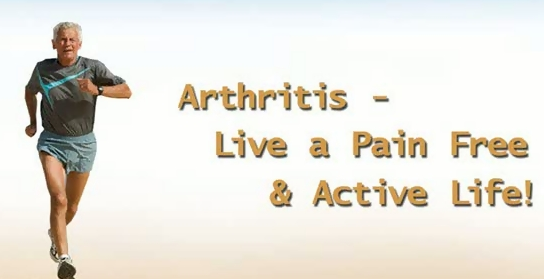 Arthritis -
Live a Pain Free
& Active Life!